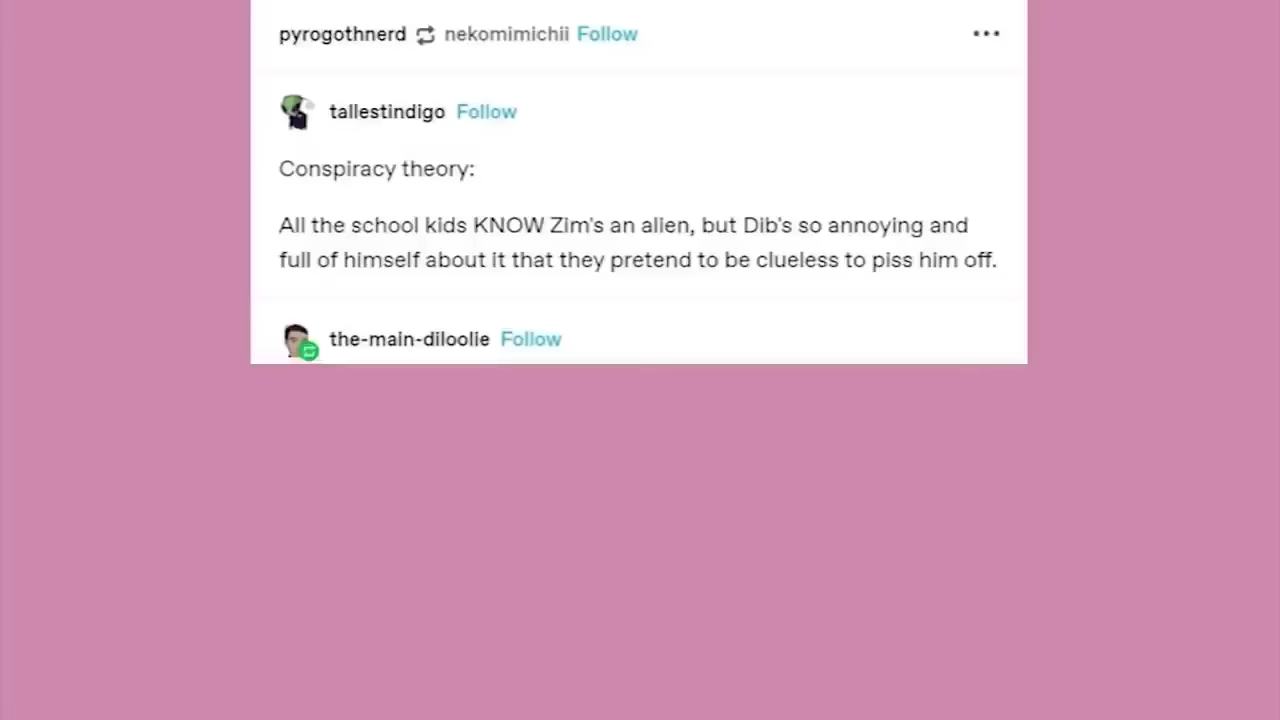 pyrogothnerd nekomimichii Follow
tallestindigo Follow
Conspiracy theory:
All the school kids KNOW Zim's an alien, but Dib's so annoying and
full of himself about it that they pretend to be clueless to piss him off.
the-main-diloolie Follow